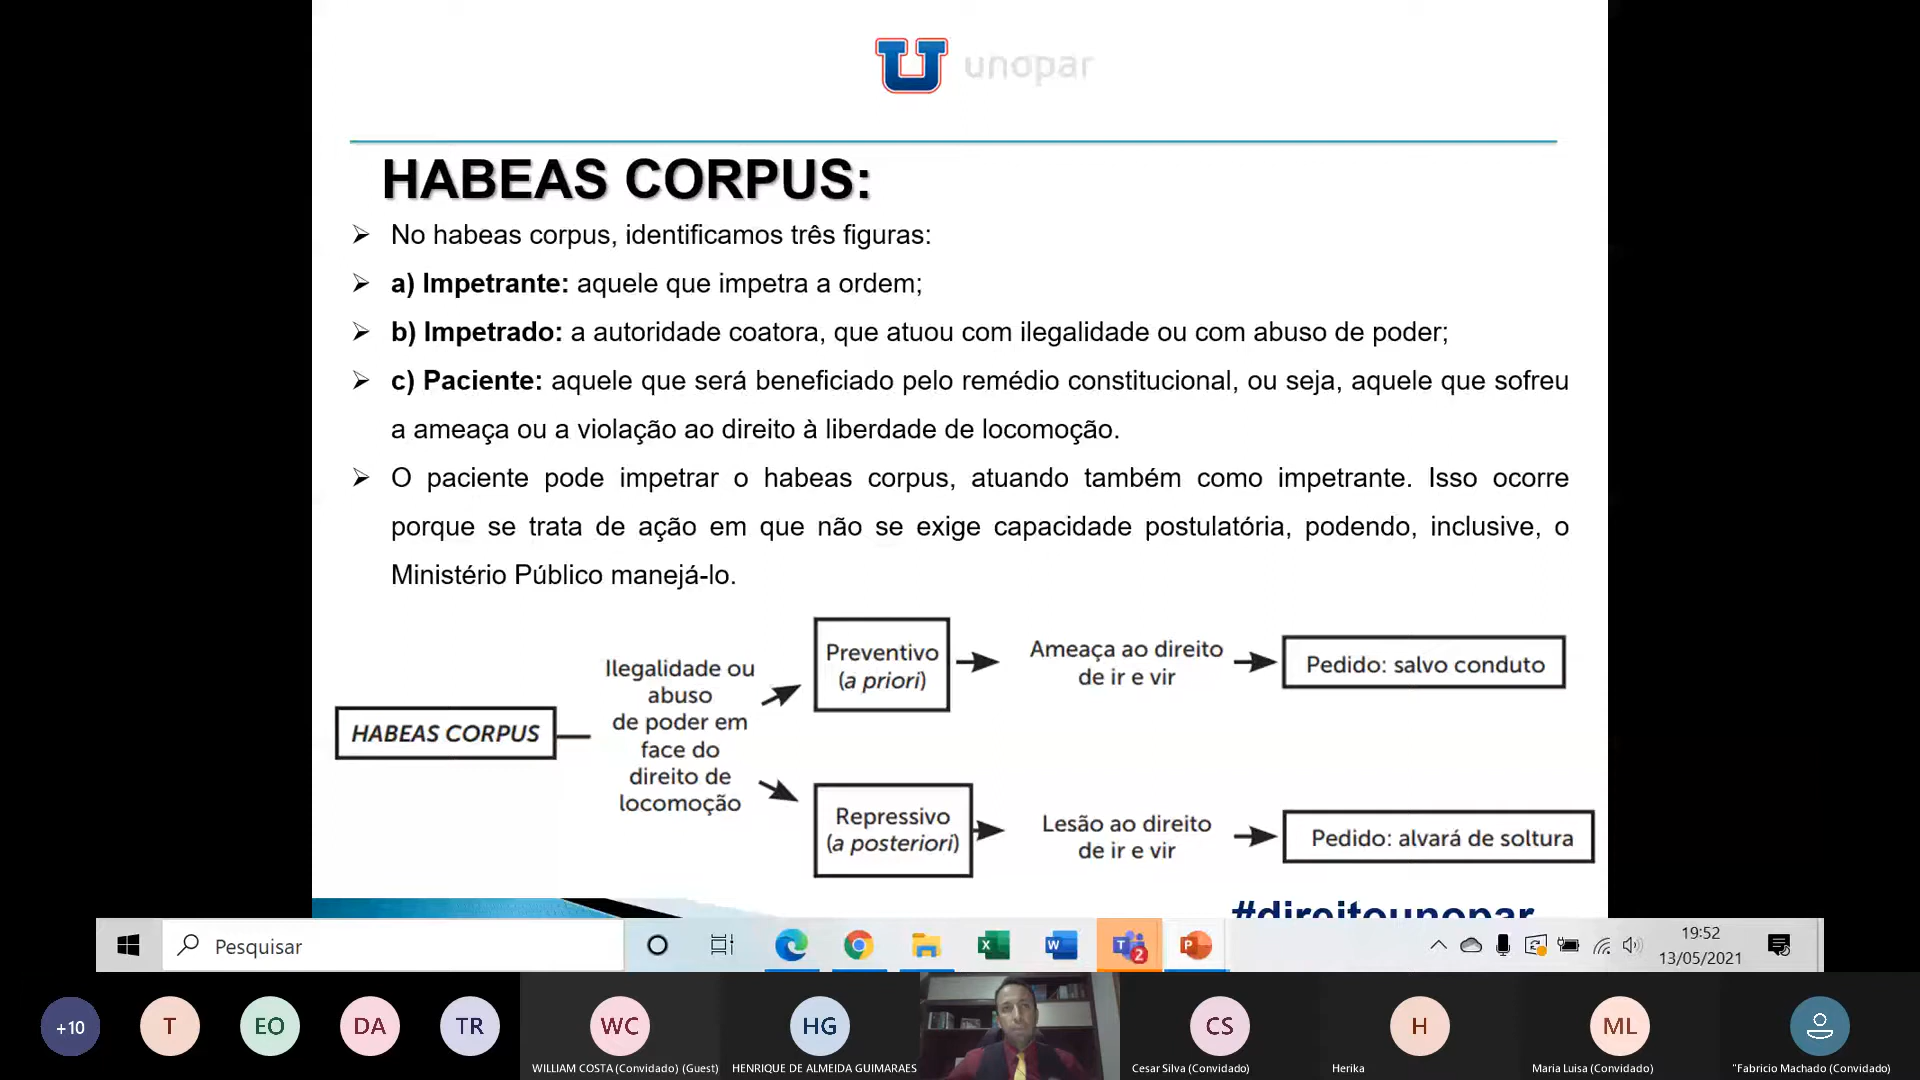 unopar
HABEAS CORPUS:
No habeas corpus, identificamos três figuras:
a) Impetrante: aquele que impetra a ordem;
b) Impetrado: a autoridade coatora, que atuou com ilegalidade ou com abuso de poder;
c) Paciente: aquele que será beneficiado pelo remédio constitucional, ou seja, aquele que sofreu
a ameaça ou a violação ao direito à liberdade de locomoção.
O paciente pode impetrar o habeas corpus, atuando também como impetrante. Isso ocorre
porque se trata de ação em que não se exige capacidade postulatória, podendo, inclusive, o
Ministério Público manejá-lo.
HABEAS CORPUS
Ilegalidade ou
abuso
de poder em
face do
direito de
locomoção
Preventivo
(a priori)
Ameaça ao direito
de ir e vir
Pedido: salvo conduto
Repressivo
(a posteriori)
Lesão ao direito
de ir e vir
Pedido: alvará de soltura
#direitounopar
Pesquisar
2
19:52
13/05/2021
+10
T
EO
DA
TR
WC
HG
CS
H
ML
WILLIAM COSTA (Convidado) (Guest)
HENRIQUE DE ALMEIDA GUIMARAES
Cesar Silva (Convidado)
Herika
Maria Luisa (Convidado)
"Fabricio Machado (Convidado)